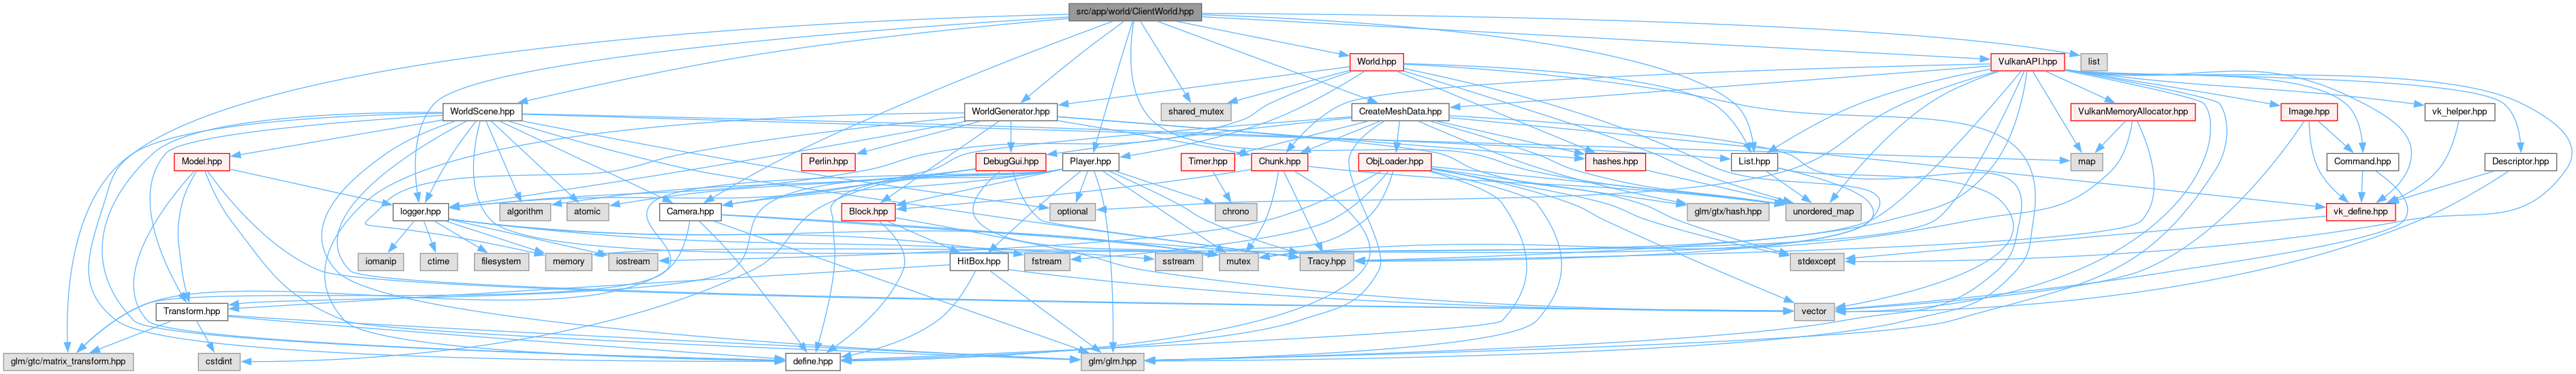 src/app/world/ClientWorld.hpp
World.hpp
VulkanAPI.hpp
list
WorldScene.hpp
WorldGenerator.hpp
shared_mutex
CreateMeshData.hpp
VulkanMemoryAllocator.hpp
Image.hpp
vk_helper.hpp
Model.hpp
Perlin.hpp
DebugGui.hpp
Player.hpp
Timer.hpp
Chunk.hpp
ObjLoader.hpp
hashes.hpp
List.hpp
map
Command.hpp
Descriptor.hpp
logger.hpp
algorithm
atomic
Camera.hpp
Block.hpp
optional
chrono
glm/gtx/hash.hpp
unordered_map
vk_define.hpp
iomanip
ctime
filesystem
memory
iostream
HitBox.hpp
fstream
sstream
mutex
Tracy.hpp
stdexcept
Transform.hpp
vector
glm/gtc/matrix_transform.hpp
cstdint
define.hpp
glm/glm.hpp